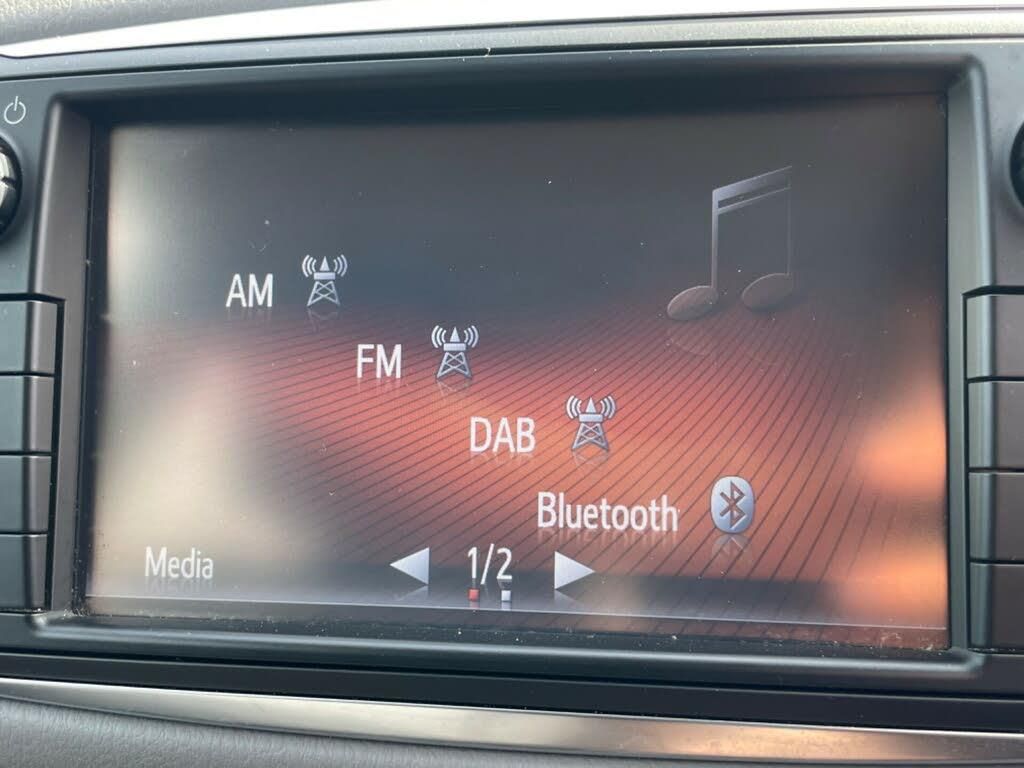 AM
FM
DAB
Bluetooth
Media
1/2